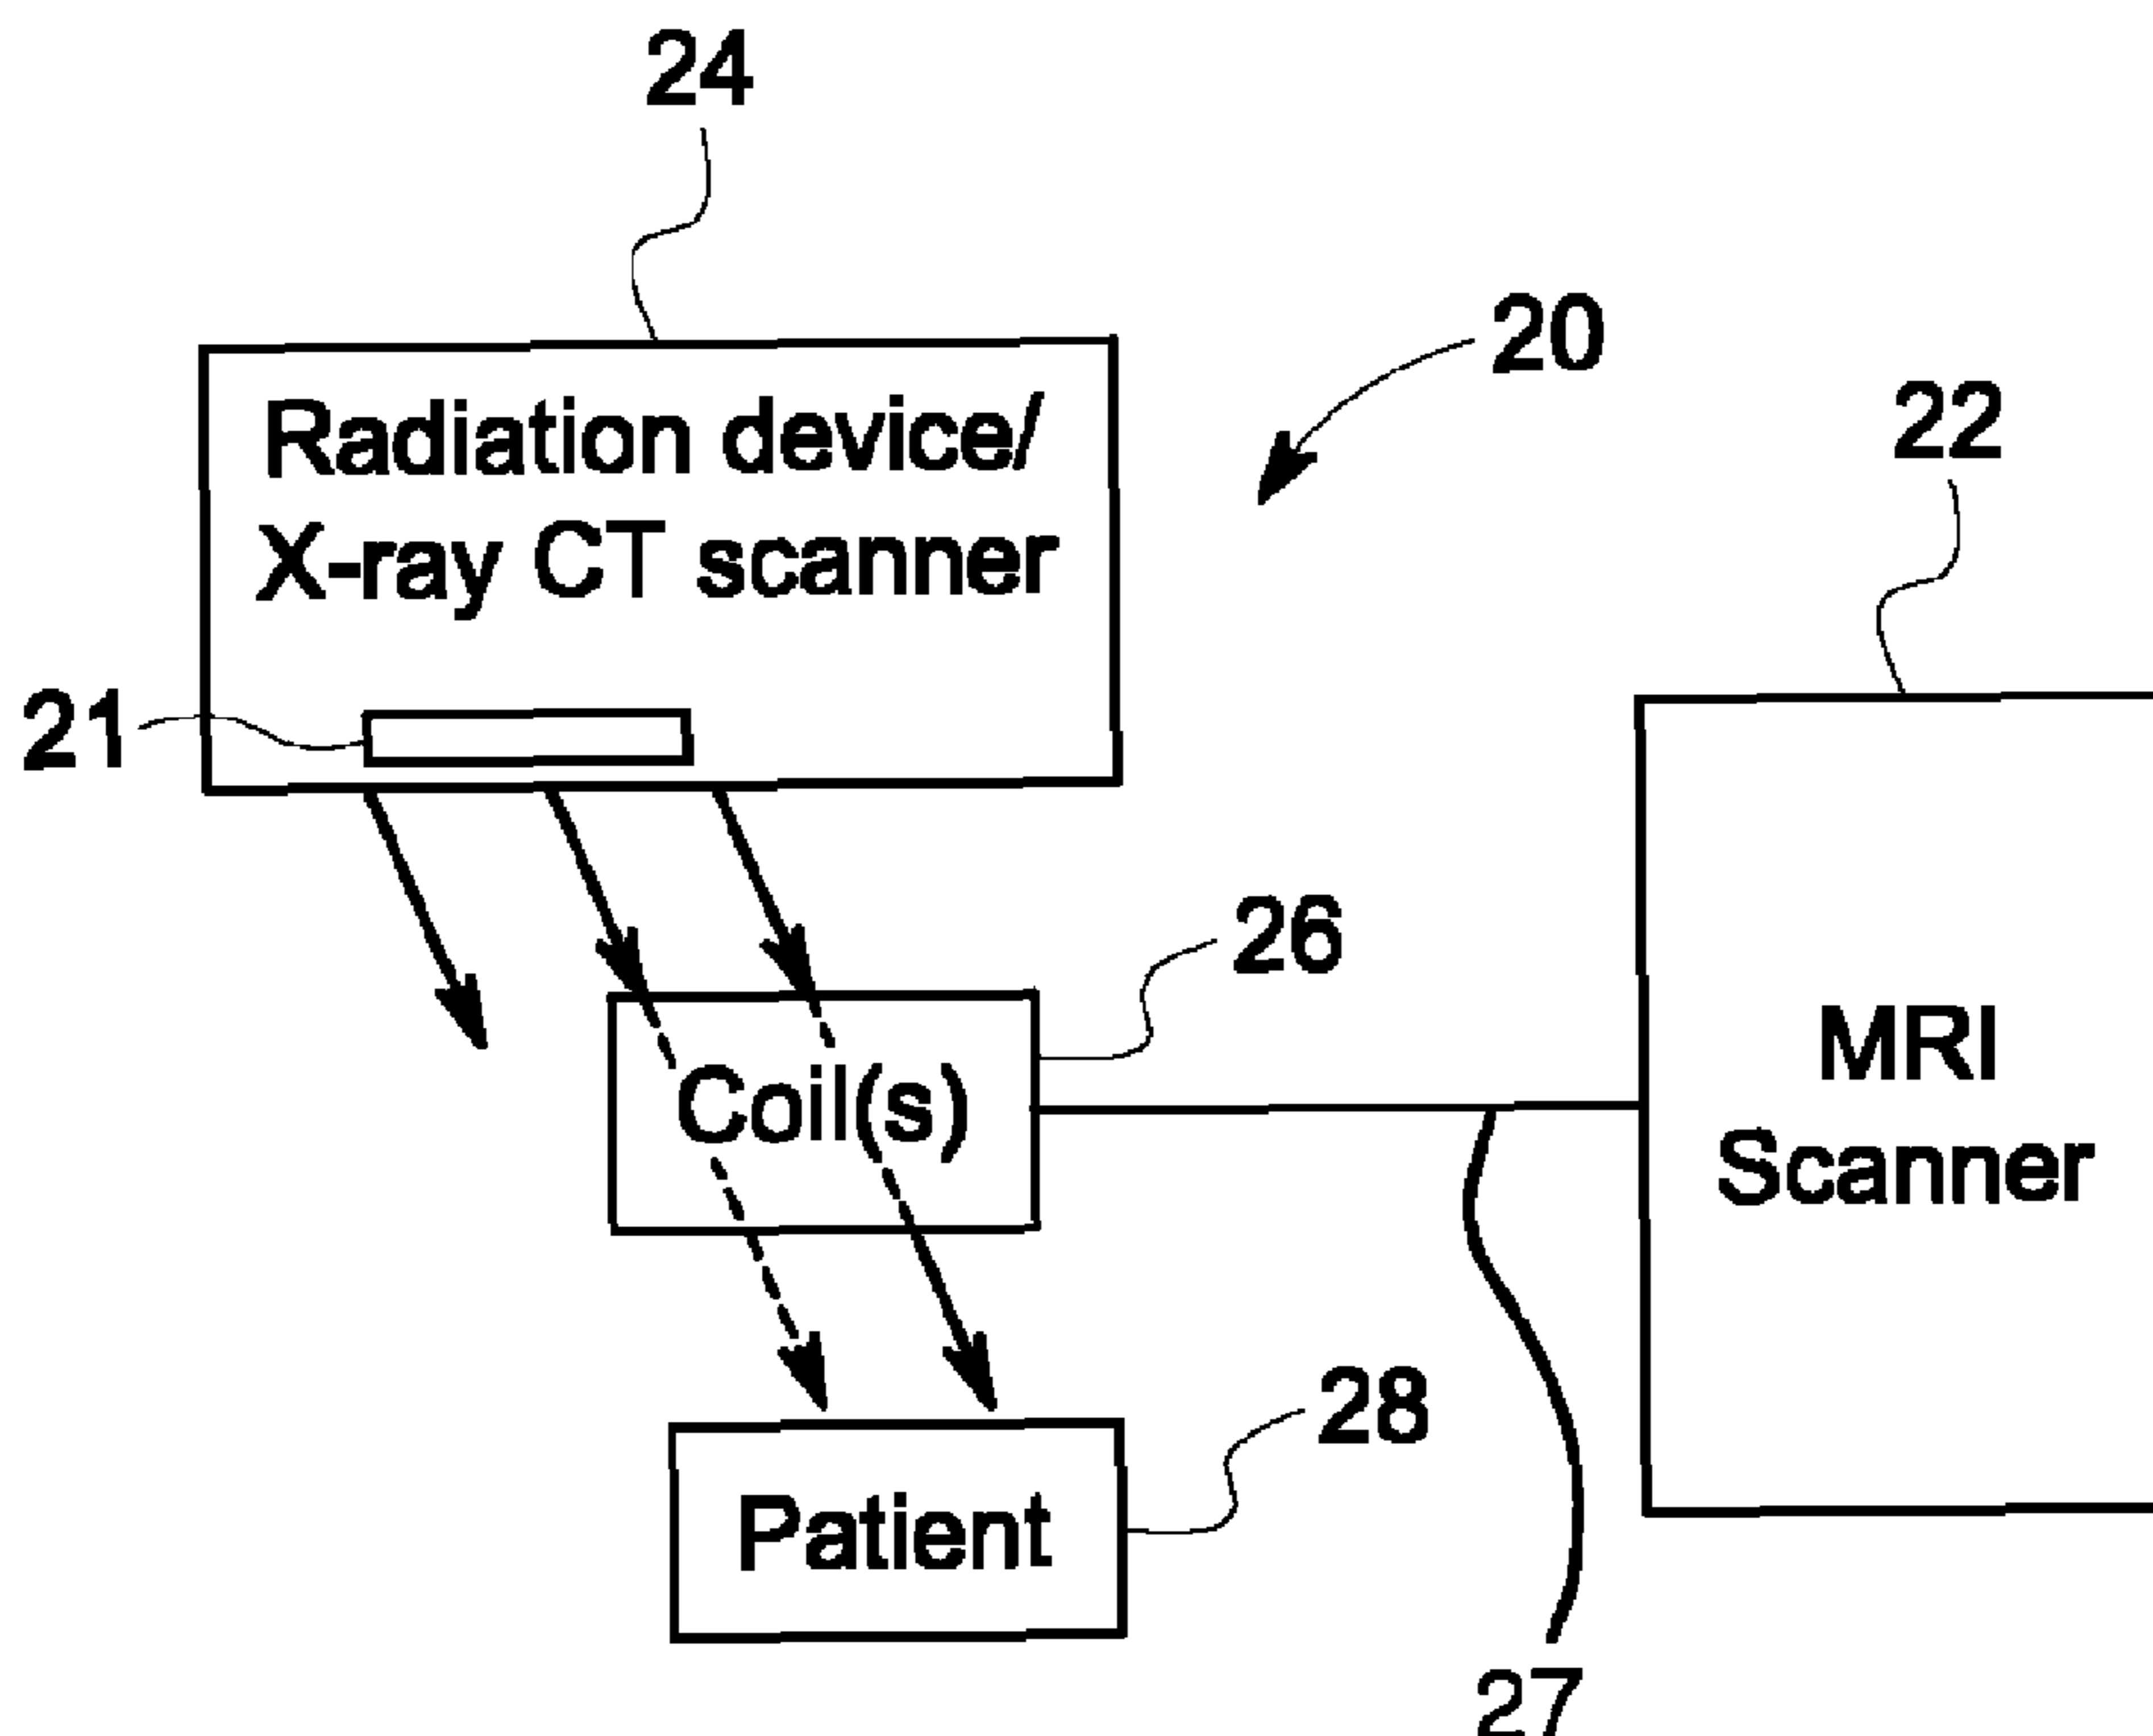 24
20
22
Radiation device/
X-ray CT scanner
21
26
Coil(s)
MRI
Scanner
28
Patient
27